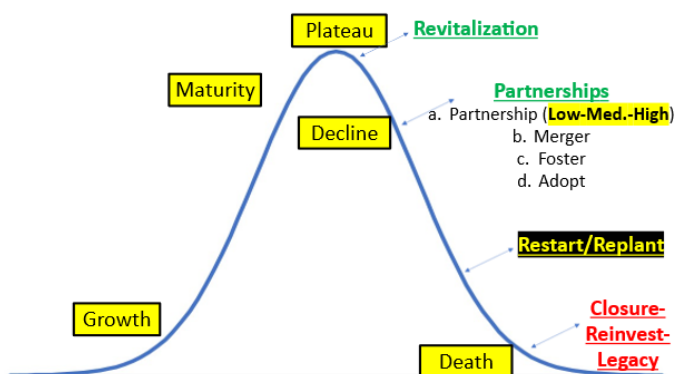 Plateau
Revitalization
Maturity
Partnerships
a. Partnership (Low-Med.-High)
Decline
b. Merger
c. Foster
d. Adopt
Restart/Replant
Growth
Closure-
Reinvest-
Legacy
Death